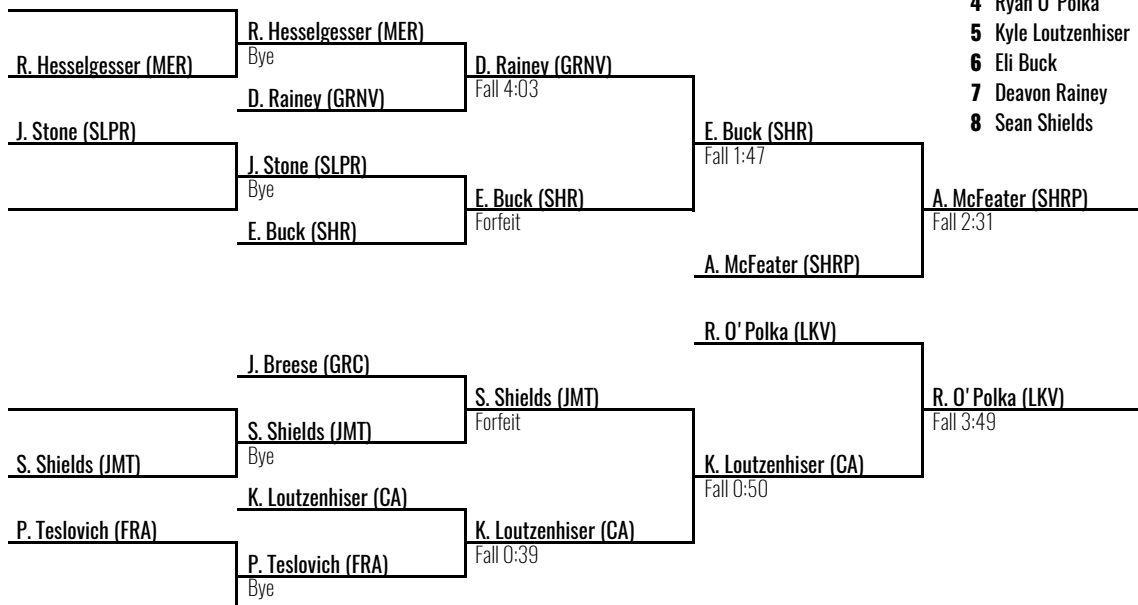 4 Ryan O'Polka
5 Kyle Loutzenhiser
6 Eli Buck
7 Deavon Rainey
8 Sean Shields
R. Hesselgesser (MER)
J. Stone (SLPR)
S. Shields (JMT)
P. Teslovich (FRA)
R. Hesselgesser (MER)
Bye
D. Rainey (GRNV)
J. Stone (SLPR)
Bye
E. Buck (SHR)
J. Breese (GRC)
S. Shields (JMT)
Bye
K. Loutzenhiser (CA)
P. Teslovich (FRA)
Bye
D. Rainey (GRNV)
Fall 4:03
E. Buck (SHR)
Forfeit
S. Shields (JMT)
Forfeit
K. Loutzenhiser (CA)
Fall 0:39
E. Buck (SHR)
Fall 1:47
A. McFeater (SHRP)
R. O'Polka (LKV)
K. Loutzenhiser (CA)
Fall 0:50
A. McFeater (SHRP)
Fall 2:31
R. O'Polka (LKV)
Fall 3:49